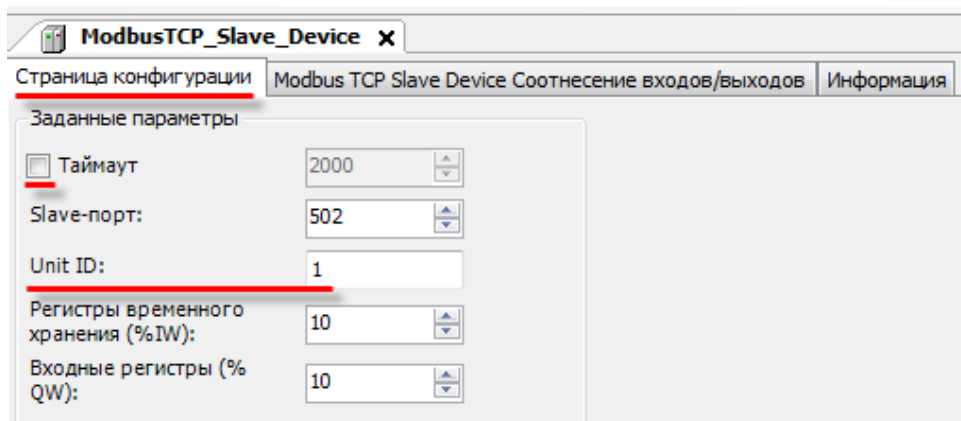 ModbusTCP_Slave_Device x
Страница конфигурации Modbus TCP Slave Device Соотнесение входов/выходов Информация
Заданные параметры
Таймаут 2000
Slave-порт: 502
Unit ID: 1
Регистры временного
хранения (%IW): 10
Входные регистры (%
QW): 10